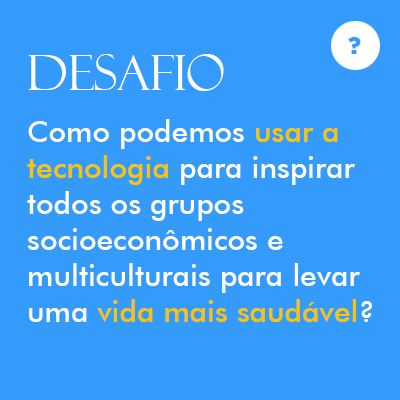 ?
DESAFIO
Como podemos usar a
tecnologia para inspirar
todos os grupos
socioeconômicos e
multiculturais para levar
uma vida mais saudável?